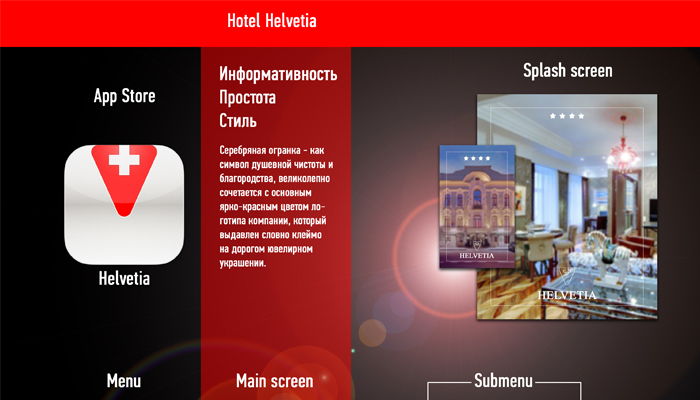 Hotel Helvetia
App Store
Helvetia
Информативность
Простота
Стиль
Серебряная огранка - как
символ душевной чистоты и
благородства, великолепно
сочетается с основным
ярко-красным цветом ло-
готипа компании, который
выдавлен словно клеймо
на дорогом ювелирном
украшении.
Splash screen
HELVETIA
HELVETIA
Menu
Main screen
Submenu